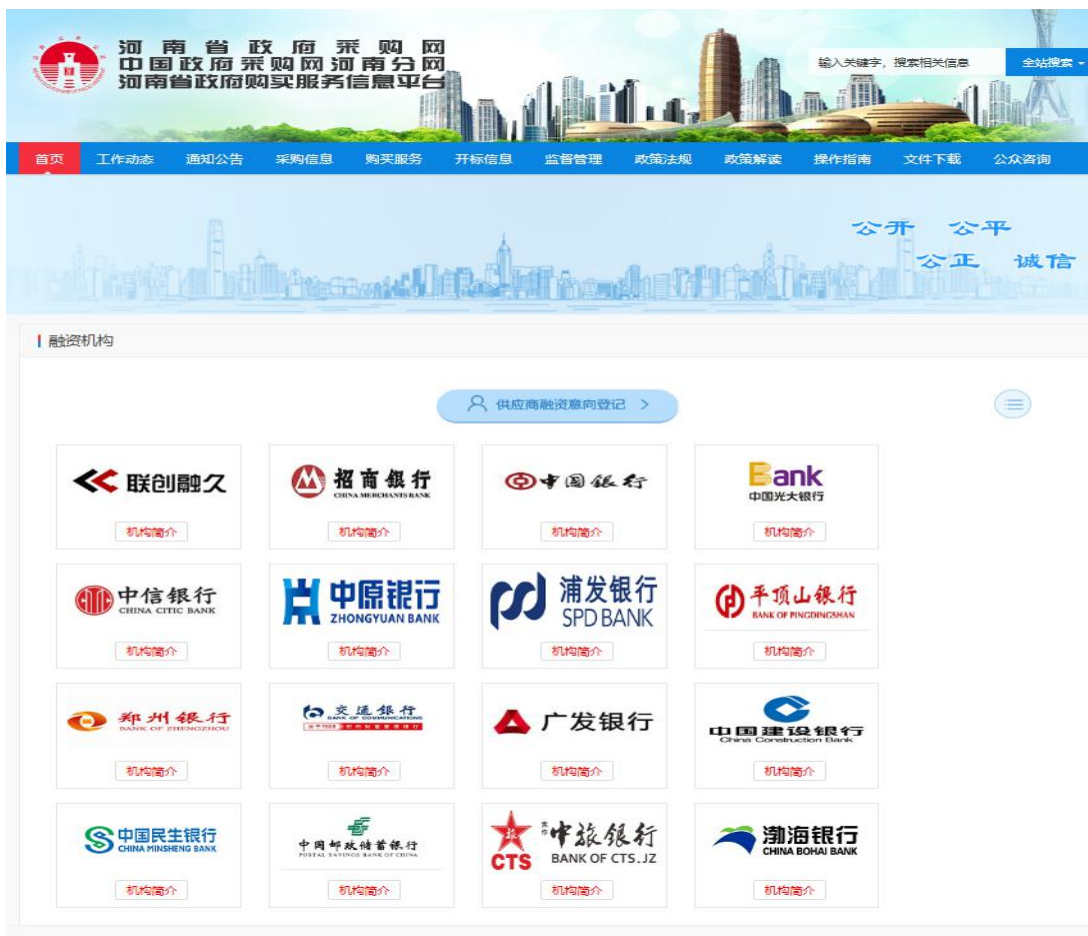 河南省政府采购网
中国政府采购网河南分网
河南省政府购买服务信息平台
输入关键字，搜索相关信息 全站搜索
首页 工作动态 通知公告 采购信息 购买服务 开标信息 监督管理 政策法规 政策解读 操作指南 文件下载 公众咨询
公开 公平
公正 诚信
融资机构
供应商融资意向登记 >
联创融久 招商银行 CHINA MERCHANTS BANK 中国银行 Bank 中国光大银行
机构简介 机构简介 机构简介 机构简介
CITIC 中信银行 CHINA CITIC BANK 中原银行 ZHONGYUAN BANK 浦发银行 SPD BANK 平顶山银行 BANK OF PINGDINGSHAN
机构简介 机构简介 机构简介 机构简介
郑州银行 BANK OF ZHENGZHOU 交通银行 BANK OF COMMUNICATIONS 广发银行 中国建设银行 China Construction Bank
机构简介 机构简介 机构简介 机构简介
中国民生银行 CHINA MINSHENG BANK 中国邮政储蓄银行 POSTAL SAVINGS BANK OF CHINA 旅 CTS 焦作中旅银行 BANK OF CTS.JZ 渤海银行 CHINA BOHAI BANK
机构简介 机构简介 机构简介 机构简介